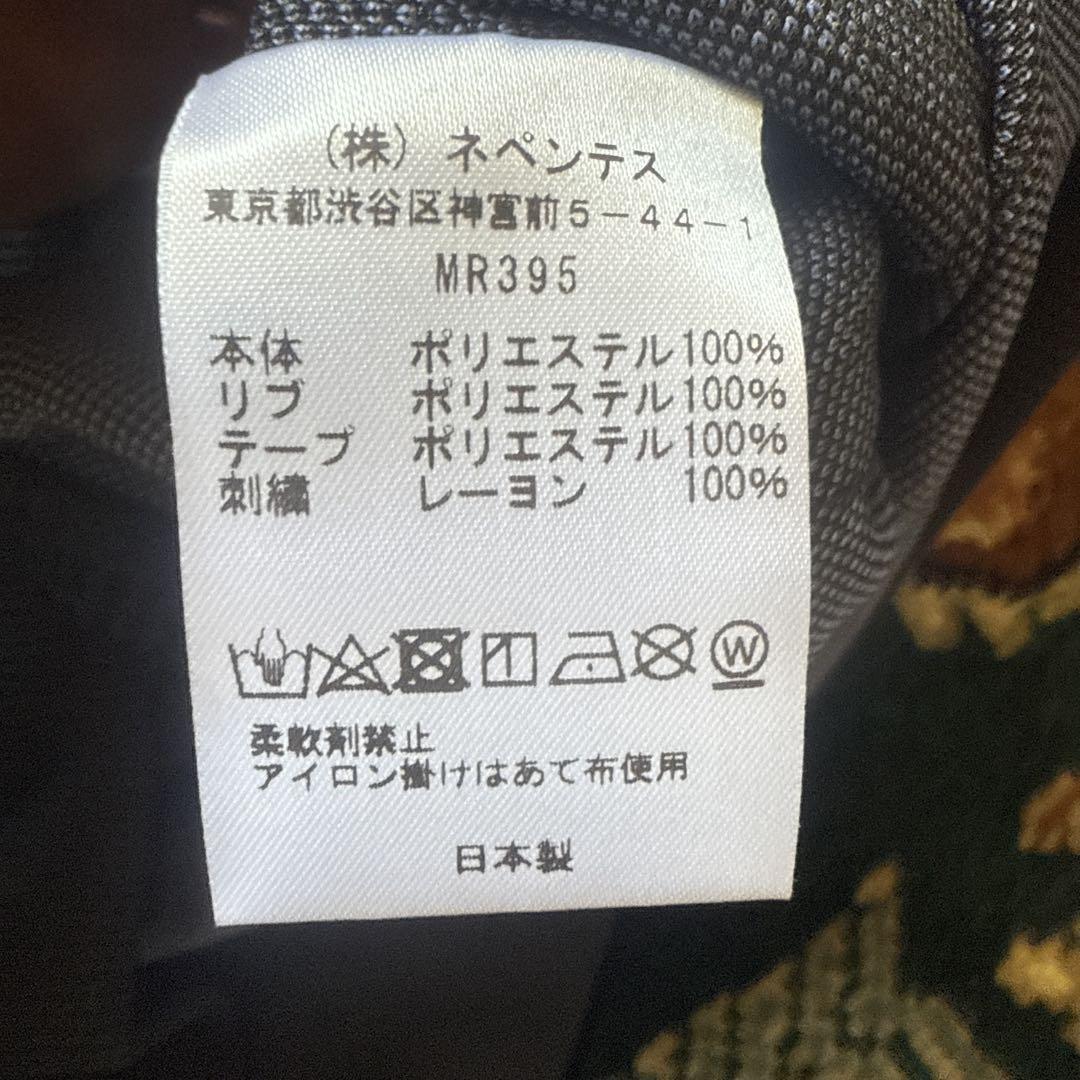 （株）ネペンテス
東京都渋谷区神宮前5－44－1
MR395
本体 ポリエステル100%
リブ ポリエステル100%
テープ ポリエステル100%
刺繍 レーヨン 100%
W
柔軟剤禁止
アイロン掛けはあて布使用
日本製